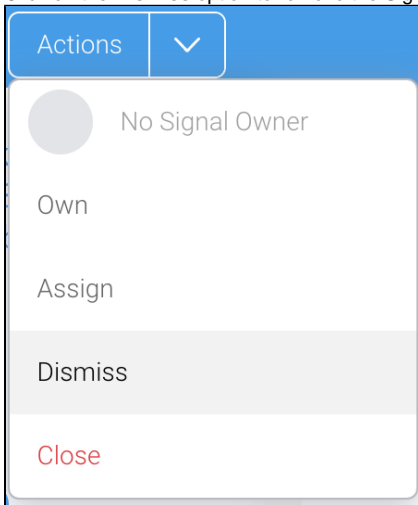 Actions
No Signal Owner
Own
Assign
Dismiss
Close